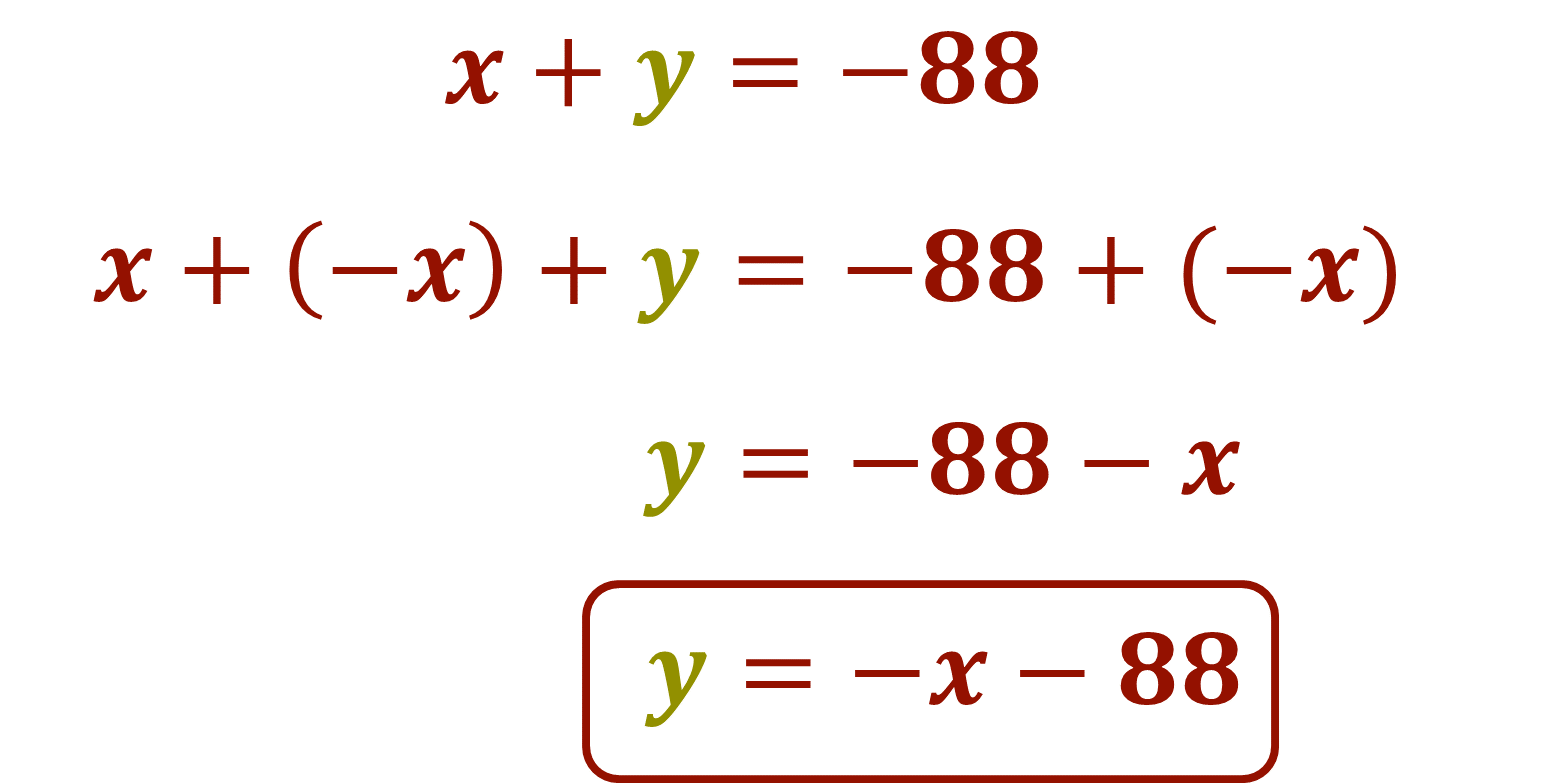 x + y = −88
x + (−x) + y = −88 + (−x)
y = −88 − x
y = −x − 88